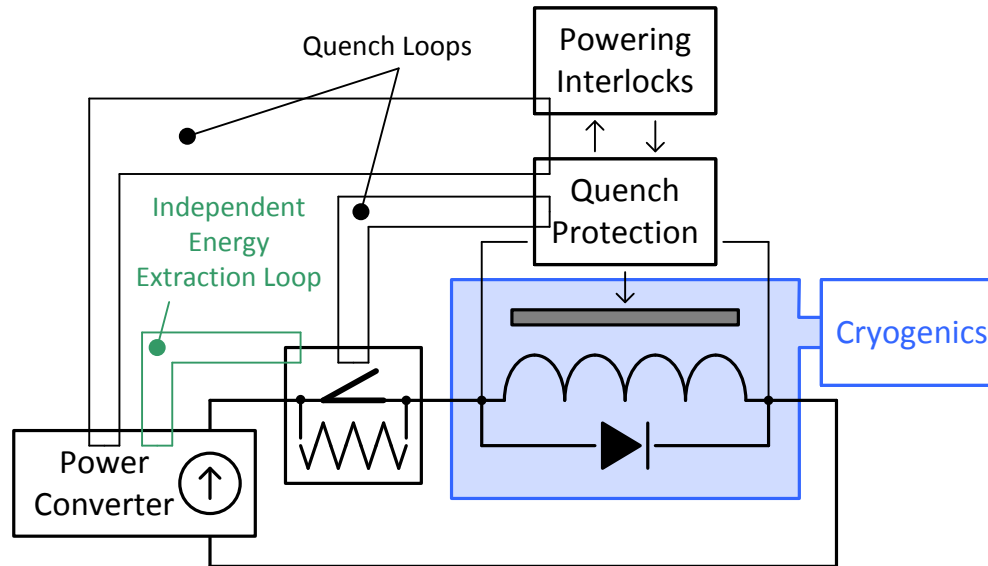 Quench Loops
Powering
Interlocks
Quench
Protection
Independent
Energy
Extraction Loop
Cryogenics
Power
Converter